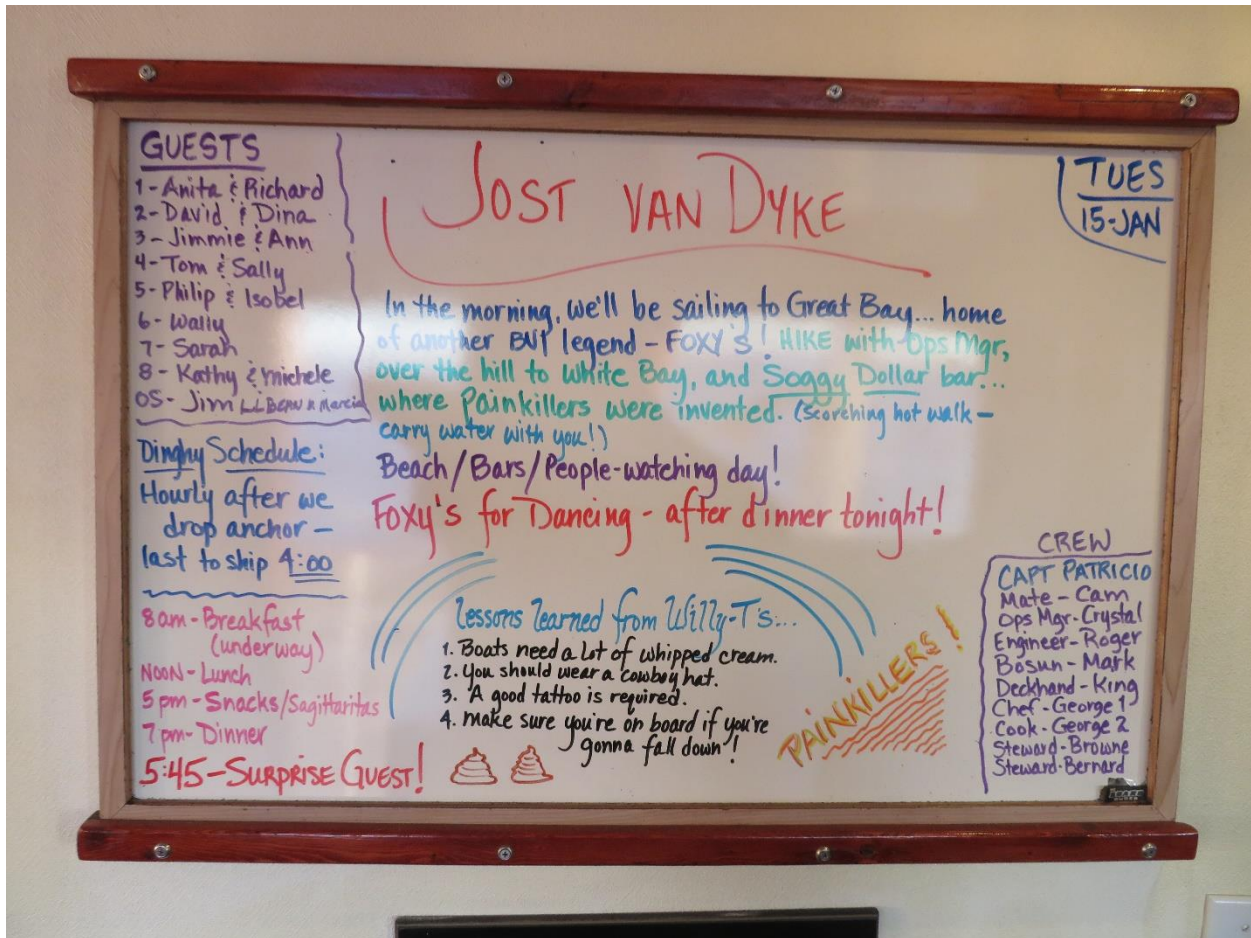 GUESTS
1 - Anita & Richard
2 - David & Dina
3 - Jimmie & Ann
4 - Tom & Sally
5 - Philip & Isobel
6 - Wally
7 - Sarah
8 - Kathy & Michele
OS - Jim Marcia
Dinghy Schedule:
Hourly after we
drop anchor -
last to ship 4:00
8am - Breakfast
(underway)
NOON - Lunch
5 pm - Snacks/Sagittaritas
7pm - Dinner
5:45 - SURPRISE GUEST!
JOST VAN DYKE
In the morning, we'll be sailing to Great Bay... home
of another BVI legend - FOXY'S! HIKE with Ops Mgr,
over the hill to White Bay, and Soggy Dollar bar...
where Painkillers were invented. (Scorching hot walk -
carry water with you!)
Beach/Bars/People-watching day!
Foxy's for Dancing - after dinner tonight!
Lessons learned from Willy-T's...
1. Boats need a lot of whipped cream.
2. You should wear a cowboy hat.
3. A good tattoo is required.
4. Make sure you're on board if you're
gonna fall down!
PAINKILLERS!
TUES
15-JAN
CREW
CAPT PATRICIO
Mate - Cam
Ops Mgr - Crystal
Engineer - Roger
Bosun - Mark
Deckhand - King
Chef - George 1
Cook - George 2
Steward - Browne
Steward - Bernard